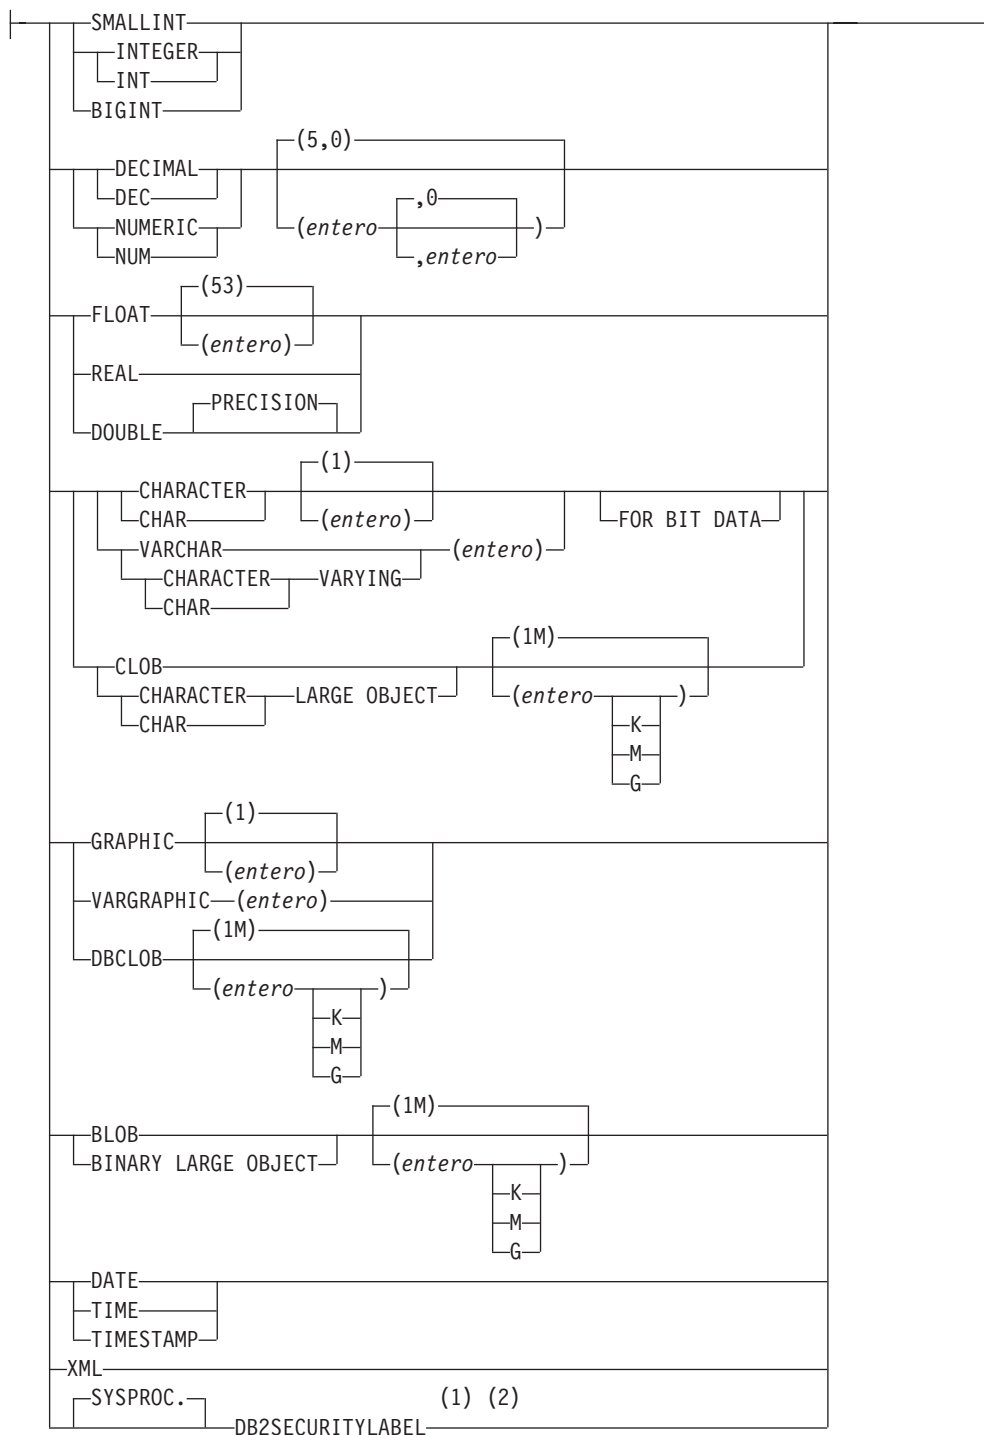 SMALLINT
INTEGER
INT
BIGINT
(5,0)
DECIMAL
DEC
,0
NUMERIC
(entero )
NUM
,entero
(53)
FLOAT
(entero)
REAL
PRECISION
DOUBLE
(1)
CHARACTER
CHAR
(entero)
FOR BIT DATA
VARCHAR
(entero)
CHARACTER
VARYING
CHAR
(1M)
CLOB
CHARACTER
LARGE OBJECT
(entero )
CHAR
K
M
G
(1)
GRAPHIC
(entero)
VARGRAPHIC (entero)
(1M)
DBCLOB
(entero )
K
M
G
(1M)
BLOB
BINARY LARGE OBJECT
(entero )
K
M
G
DATE
TIME
TIMESTAMP
XML
SYSPROC.
(1) (2)
DB2SECURITYLABEL